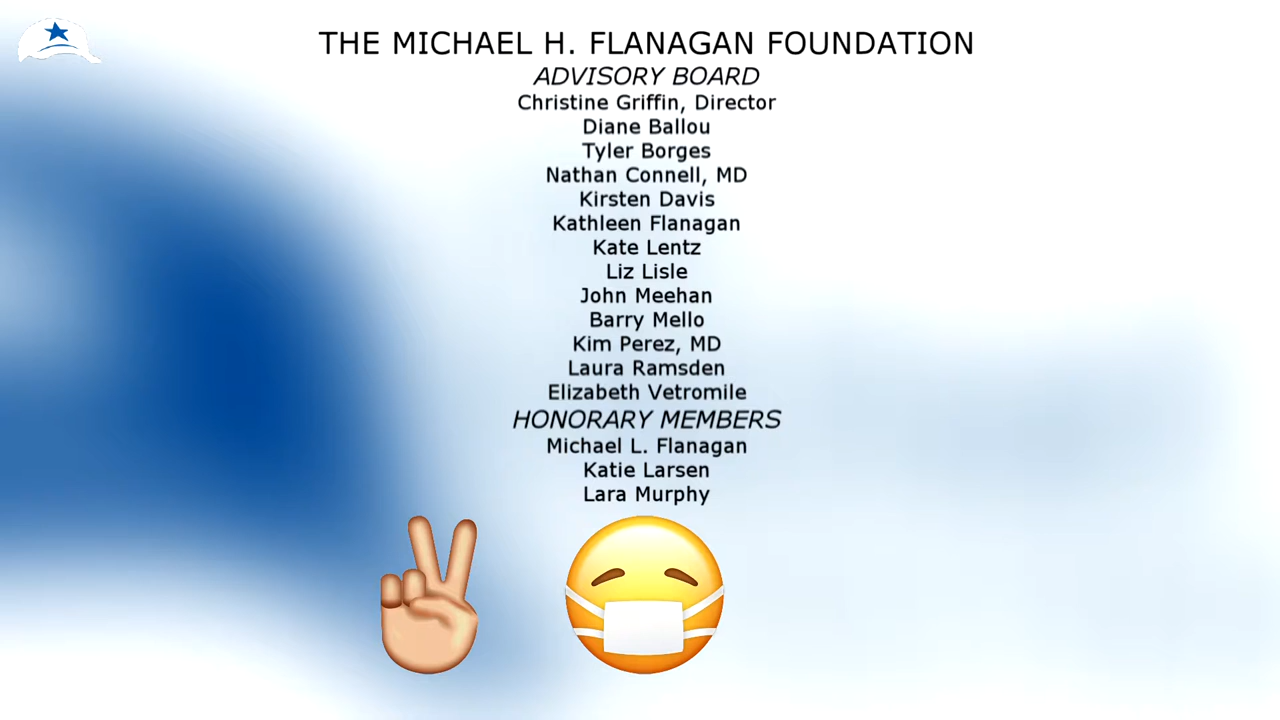 THE MICHAEL H. FLANAGAN FOUNDATION
ADVISORY BOARD
Christine Griffin, Director
Diane Ballou
Tyler Borges
Nathan Connell, MD
Kirsten Davis
Kathleen Flanagan
Kate Lentz
Liz Lisle
John Meehan
Barry Mello
Kim Perez, MD
Laura Ramsden
Elizabeth Vetromile
HONORARY MEMBERS
Michael L. Flanagan
Katie Larsen
Lara Murphy